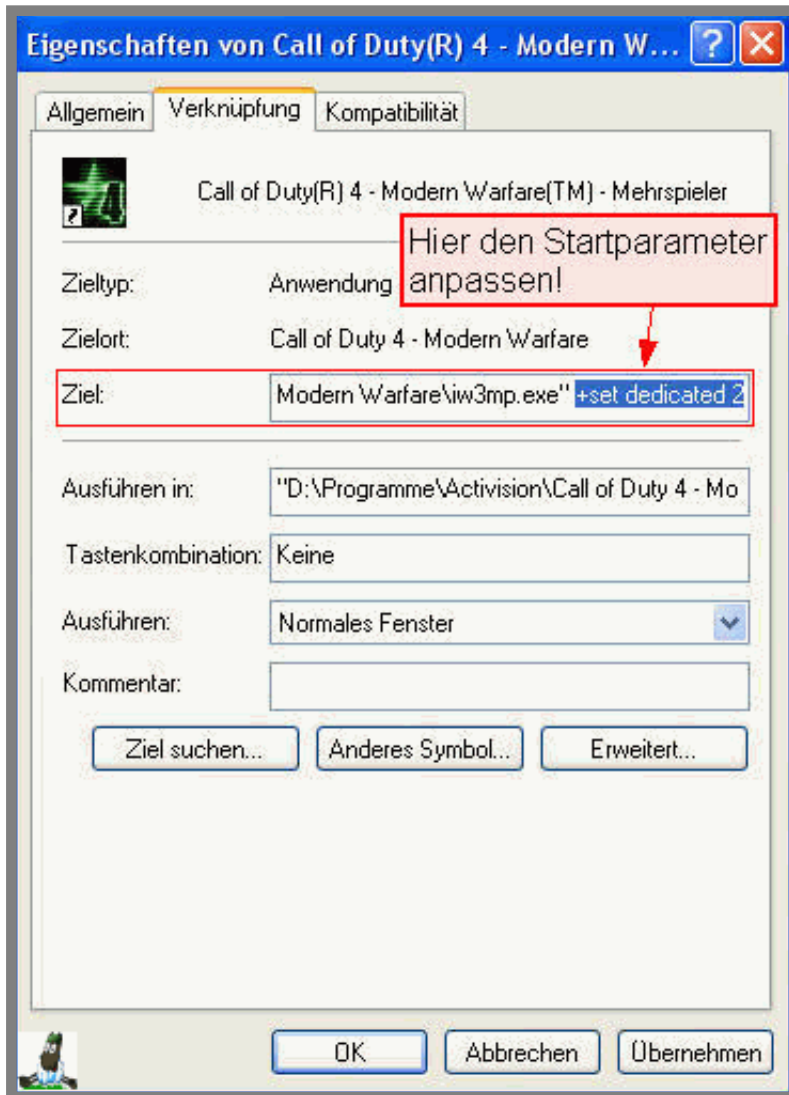 Eigenschaften von Call of Duty(R) 4 - Modern W...
Allgemein Verknüpfung Kompatibilität
Call of Duty(R) 4 - Modern Warfare(TM) - Mehrspieler
Hier den Startparameter
anpassen!
Zieltyp: Anwendung
Zielort: Call of Duty 4 - Modern Warfare
Ziel: Modern Warfare\iw3mp.exe" +set dedicated 2
Ausführen in: "D:\Programme\Activision\Call of Duty 4 - Mo
Tastenkombination: Keine
Ausführen: Normales Fenster
Kommentar:
Ziel suchen... Anderes Symbol... Erweitert...
OK Abbrechen Übernehmen